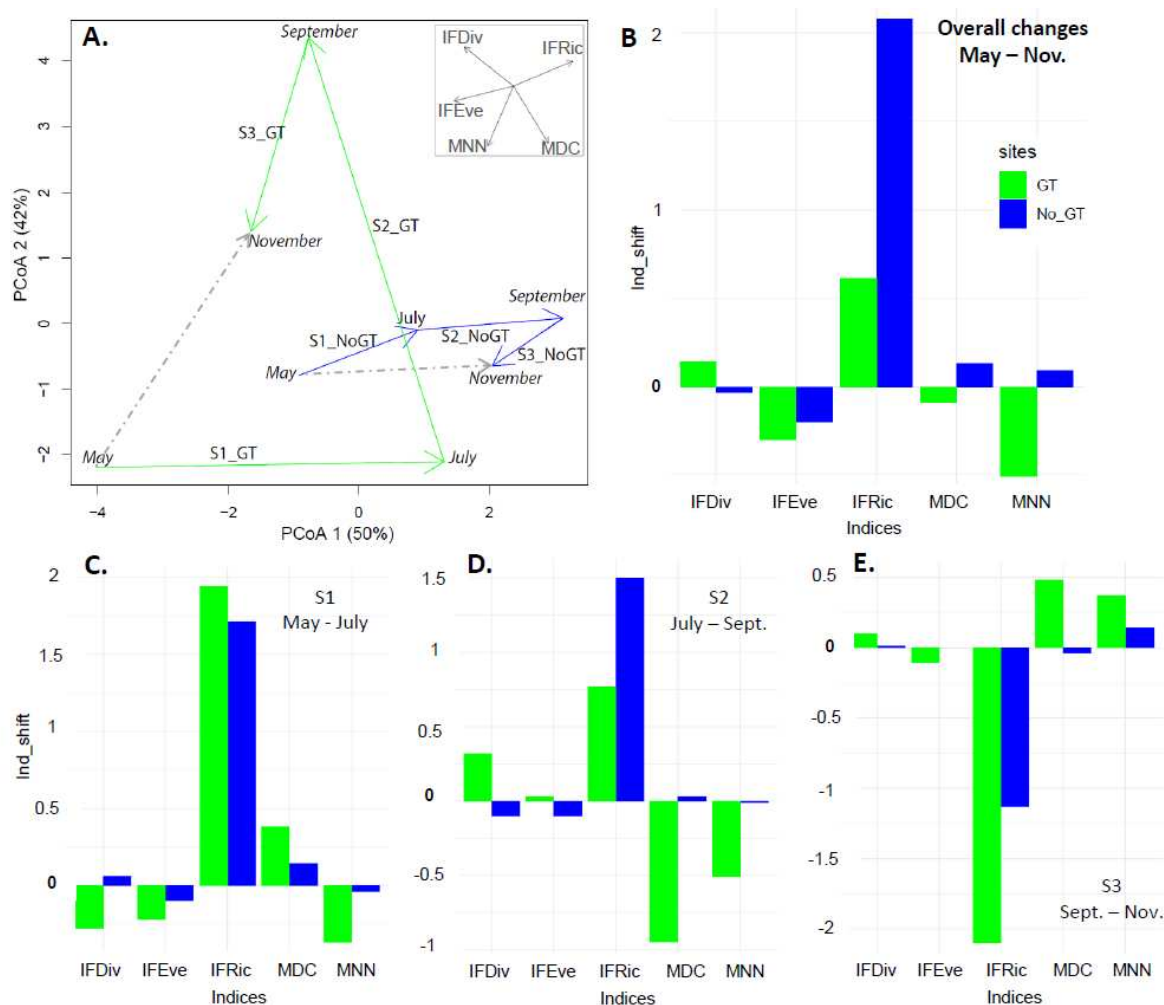 A.
September
IFDiv
IFRic
IFEve
MNN
MDC
S3_GT
S2_GT
November
September
July
S1_NoGT
S2_NoGT
S3_NoGT
May
November
S1_GT
May
July
4
3
2
1
0
−1
−2
PCoA 2 (42%)
−4
−2
0
2
PCoA 1 (50%)
B
Overall changes
May – Nov.
sites
GT
No_GT
2
1
0
Ind_shift
IFDiv
IFEve
IFRic
MDC
MNN
Indices
C.
S1
May - July
2
1.5
1
0.5
0
Ind_shift
IFDiv
IFEve
IFRic
MDC
MNN
Indices
D.
S2
July – Sept.
1.5
1
0.5
0
-0.5
-1
IFDiv
IFEve
IFRic
MDC
MNN
Indices
E.
0.5
0
-0.5
-1
-1.5
-2
S3
Sept. – Nov.
IFDiv
IFEve
IFRic
MDC
MNN
Indices